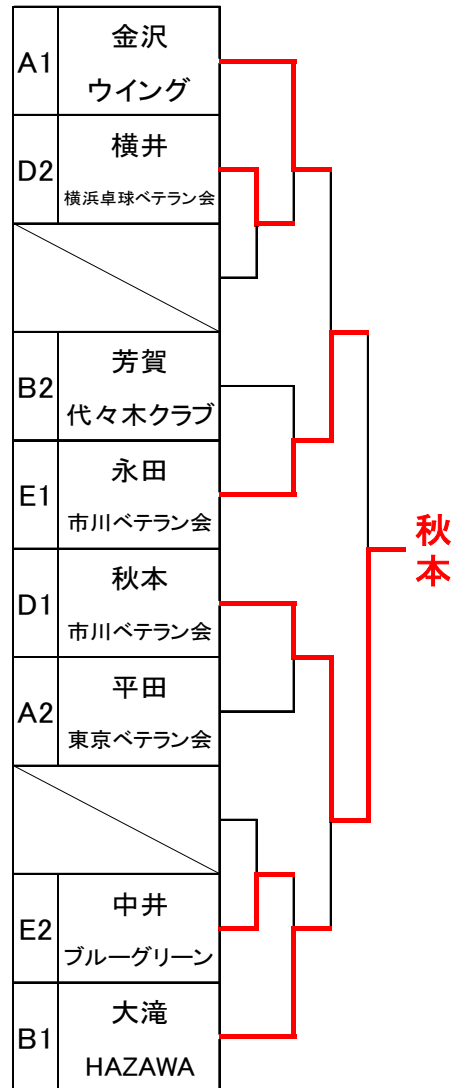 A1
金沢
ウイング
D2
横井
横浜卓球ベテラン会
B2
芳賀
代々木クラブ
E1
永田
市川ベテラン会
D1
秋本
市川ベテラン会
A2
平田
東京ベテラン会
E2
中井
ブルーグリーン
B1
大滝
HAZAWA
秋本